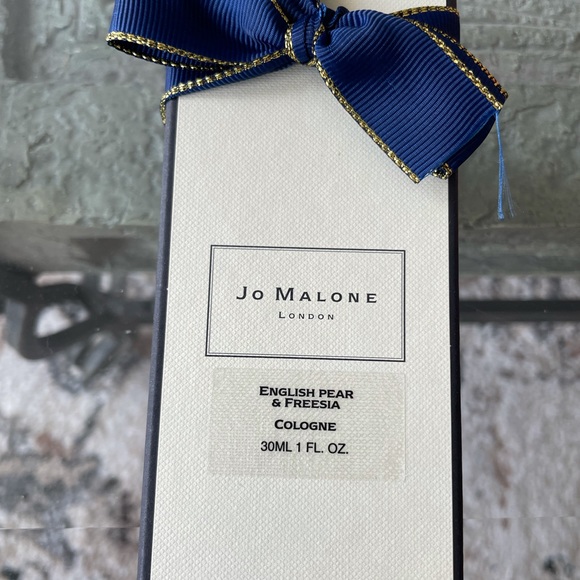 Jo Malone
London
English Pear
& Freesia
Cologne
30ML 1 FL. OZ.